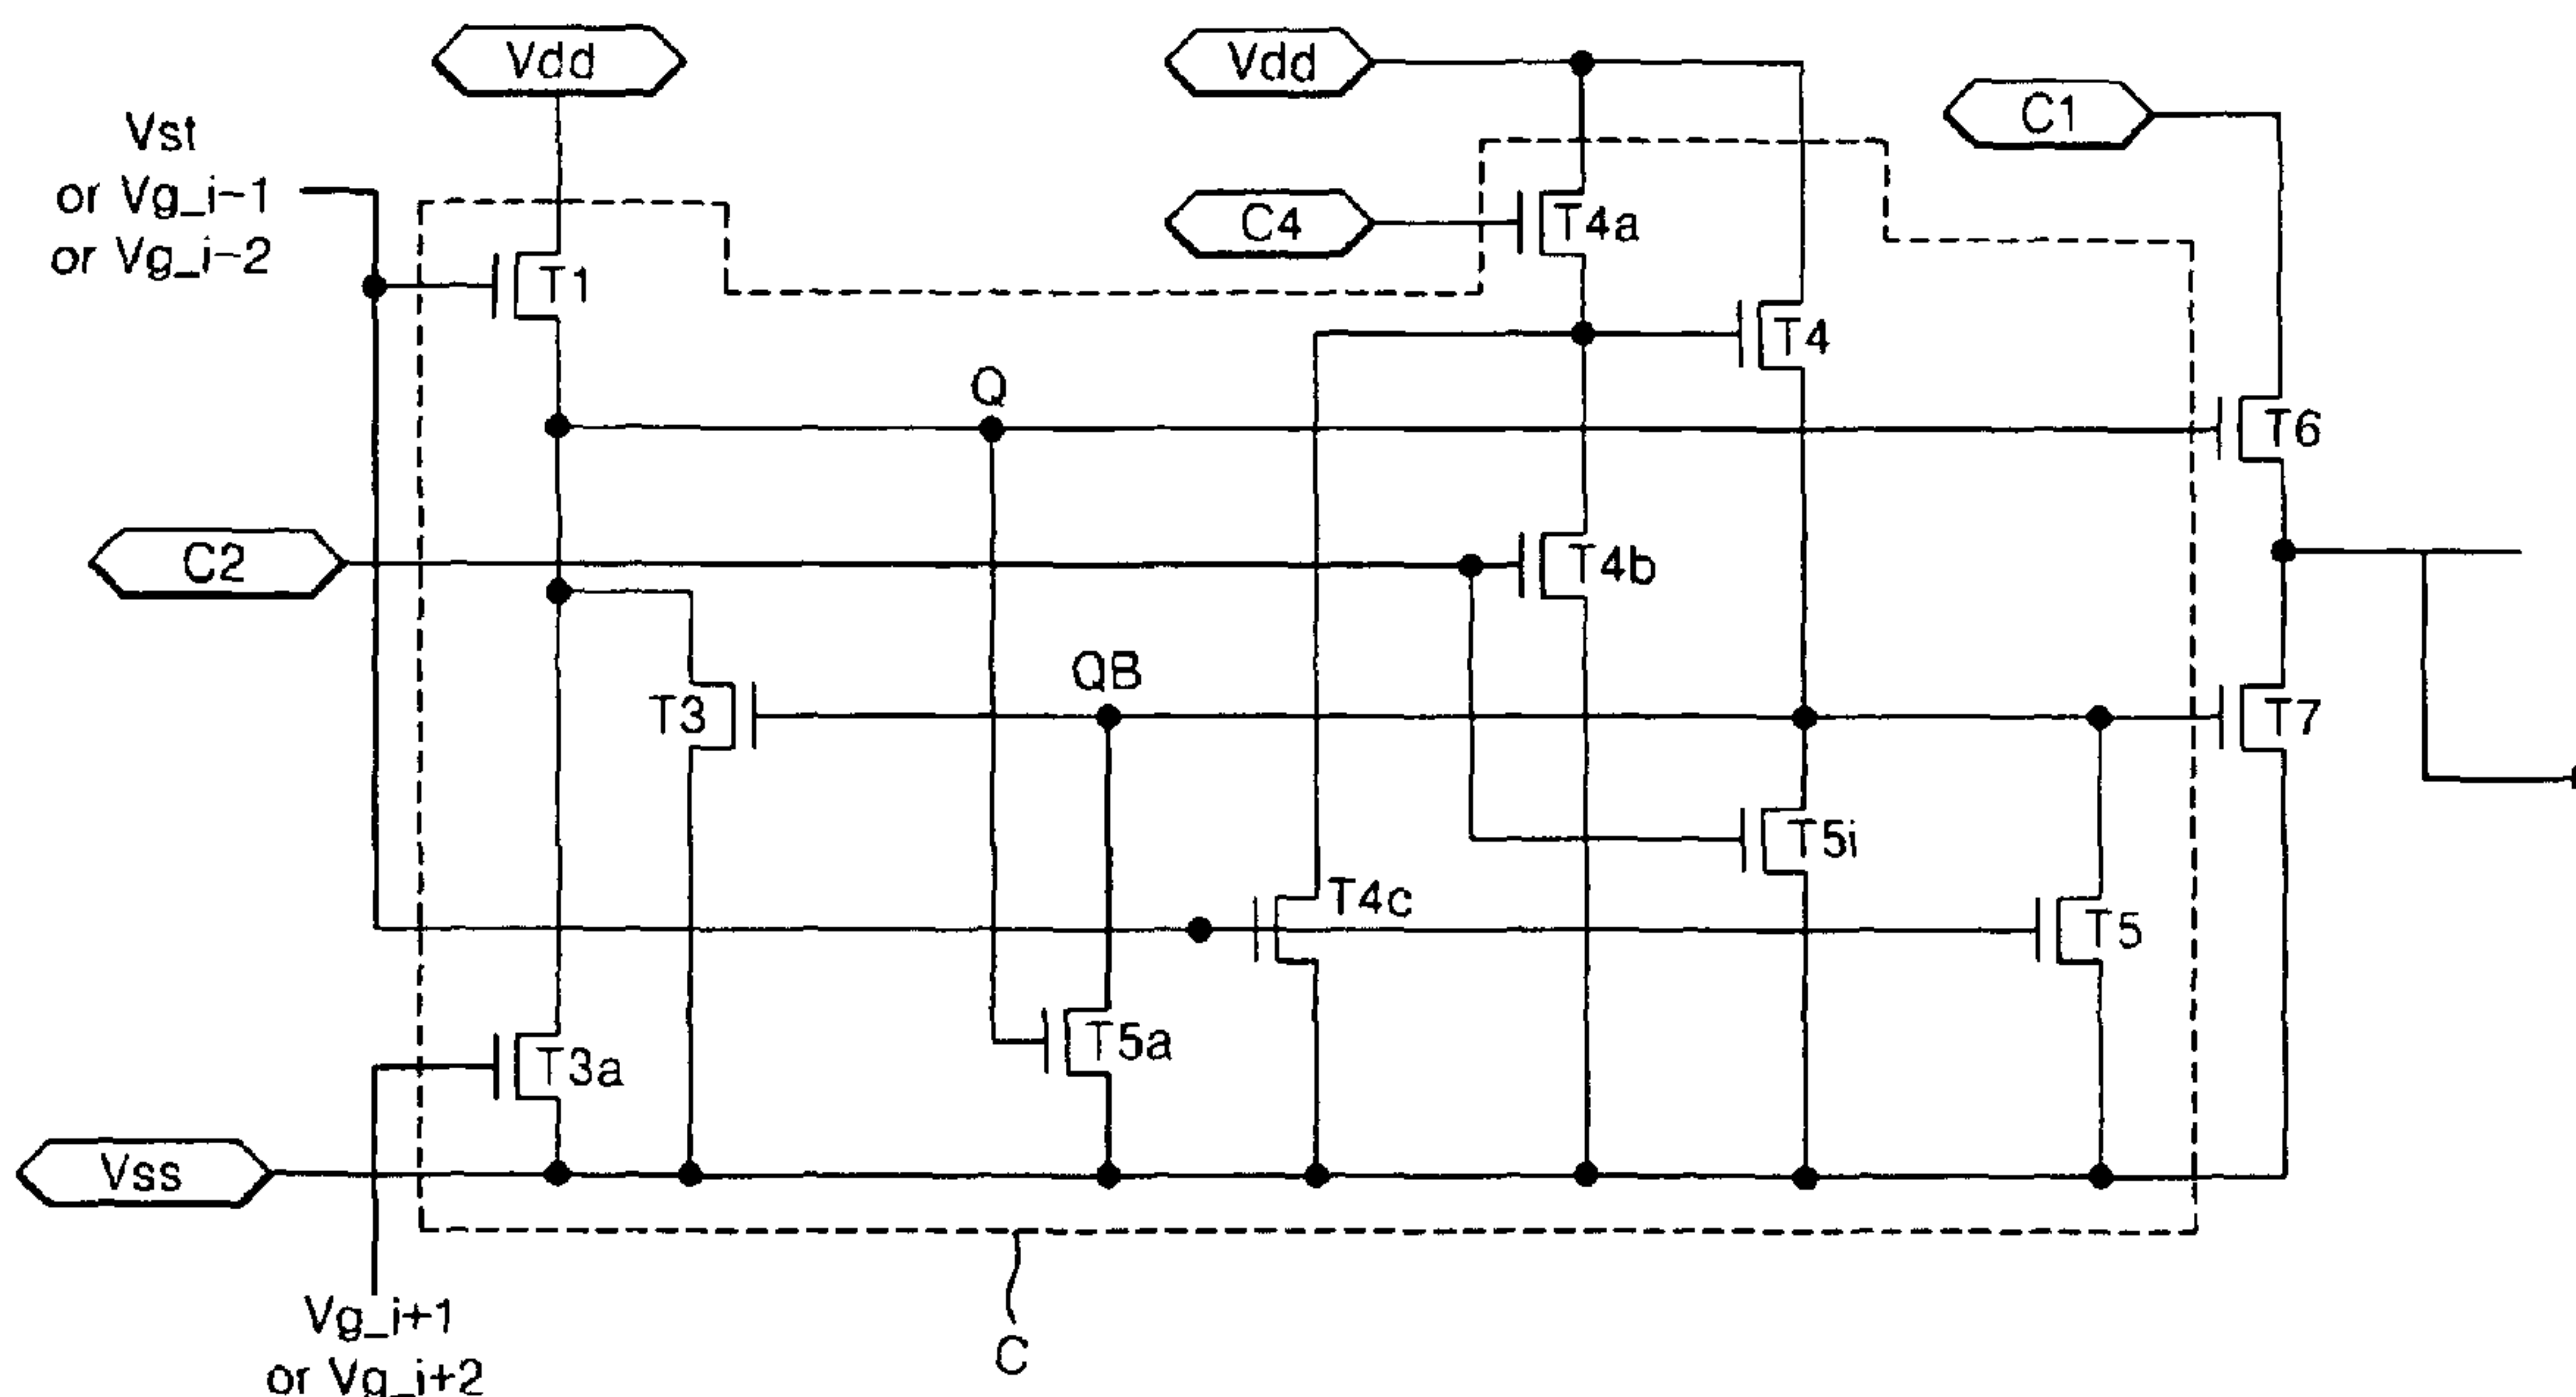 Vdd
Vdd
C1
Vst
or Vg_i-1
or Vg_i-2
C4
T4a
T1
T4
Q
T6
C2
T4b
QB
T3
T7
T5i
T4c
T5
T5a
T3a
Vss
Vg_i+1
or Vg_i+2
C